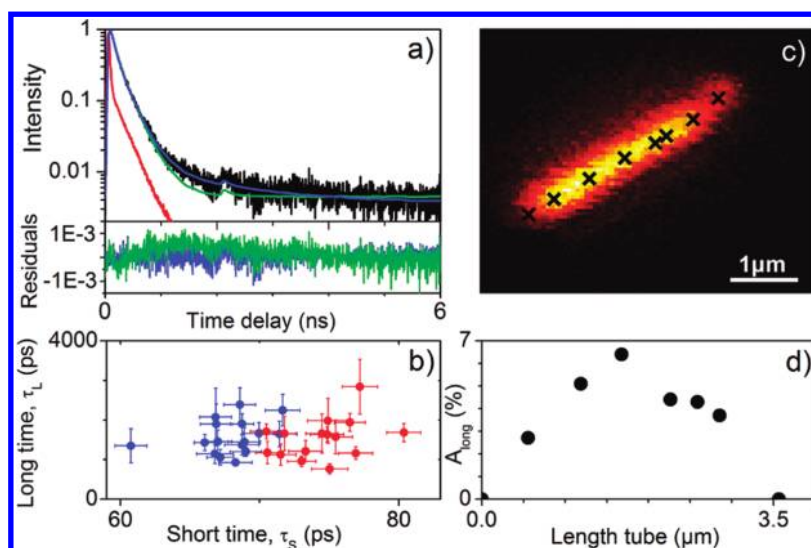 a)
Intensity
1
0.1
0.01
Residuals
1E-3
-1E-3
0
6
Time delay (ns)
b)
Long time, τL (ps)
4000
0
60
80
Short time, τS (ps)
c)
1µm
d)
Along (%)
7
0
0.0
3.5
Length tube (µm)